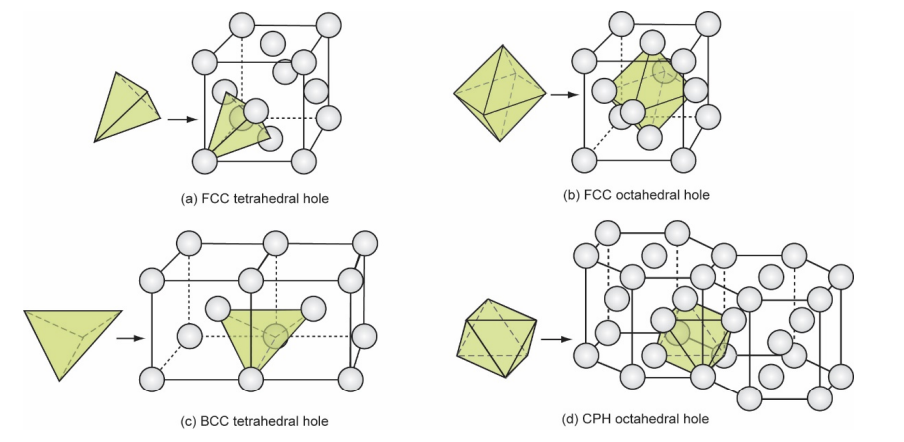 (a) FCC tetrahedral hole
(b) FCC octahedral hole
(c) BCC tetrahedral hole
(d) CPH octahedral hole